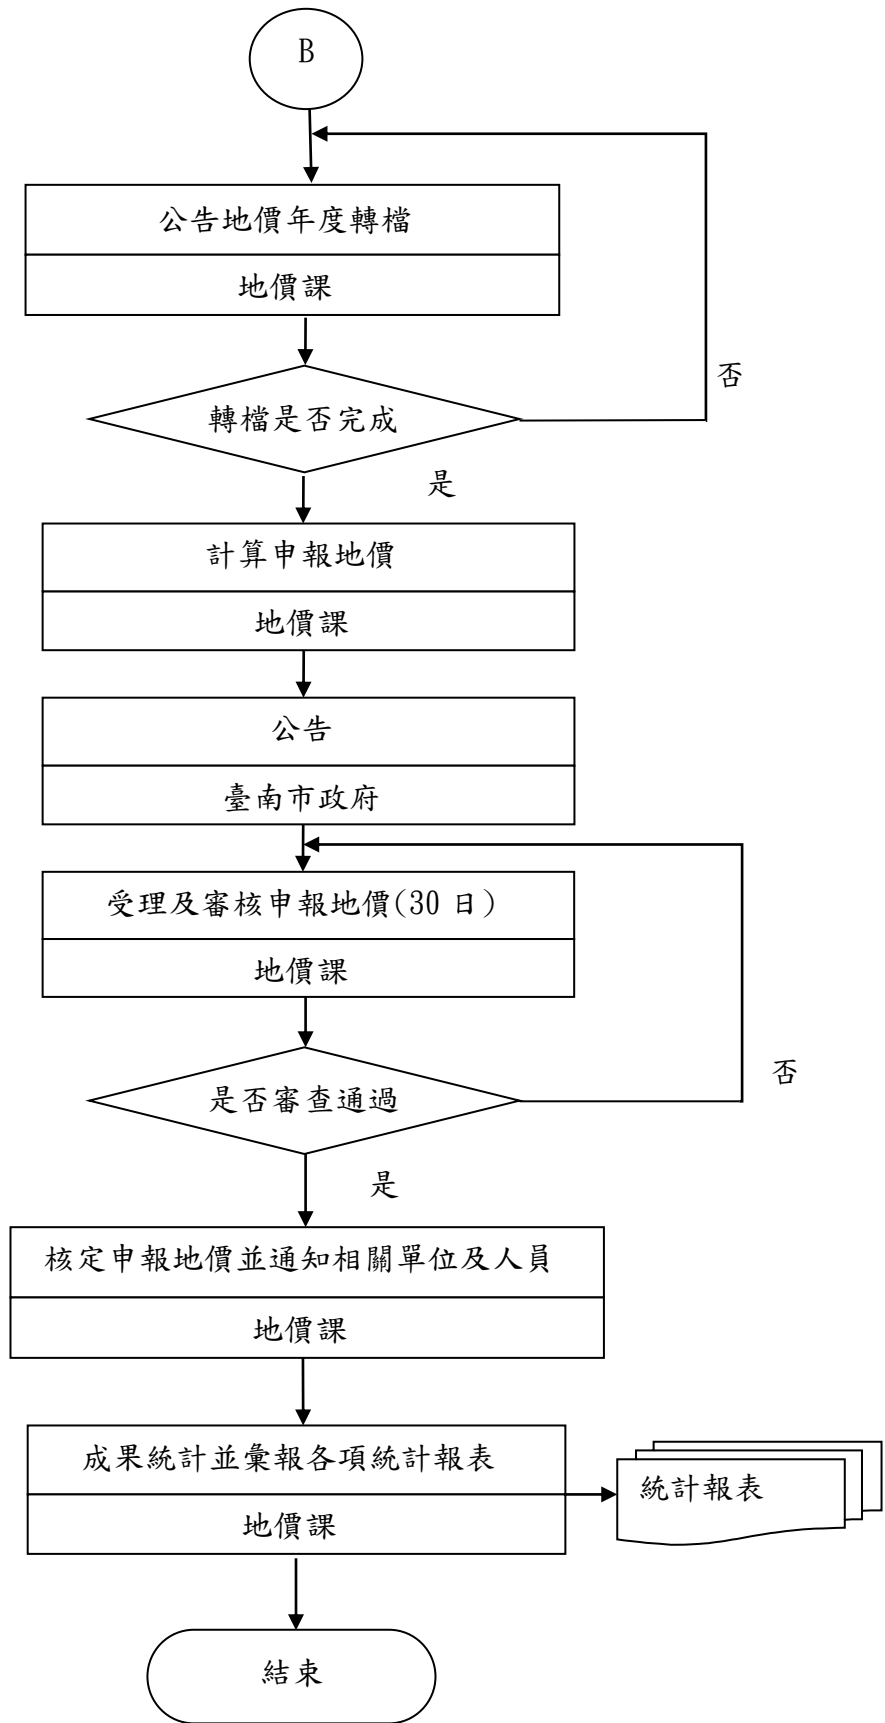 B
公告地價年度轉檔
地價課
否
轉檔是否完成
是
計算申報地價
地價課
公告
臺南市政府
受理及審核申報地價(30 日)
地價課
否
是否審查通過
是
核定申報地價並通知相關單位及人員
地價課
成果統計並彙報各項統計報表
統計報表
地價課
結束